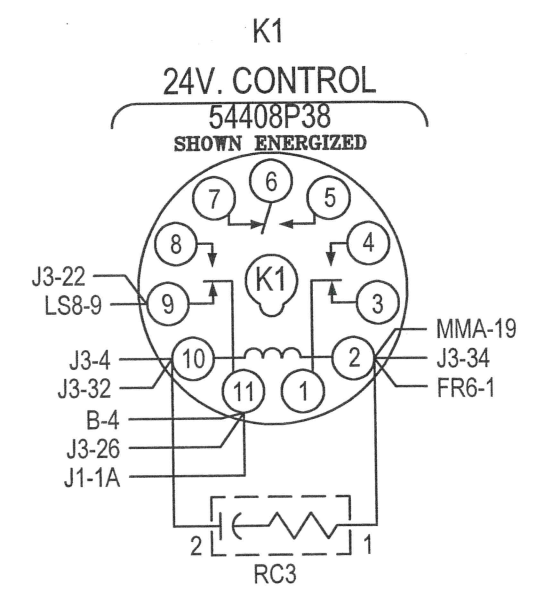 K1
24V. CONTROL
54408P38
SHOWN ENERGIZED
6
7
5
8
4
K1
J3-22
LS8-9
9
3
MMA-19
J3-4
10
2
J3-34
J3-32
11
1
FR6-1
B-4
J3-26
J1-1A
2
1
RC3